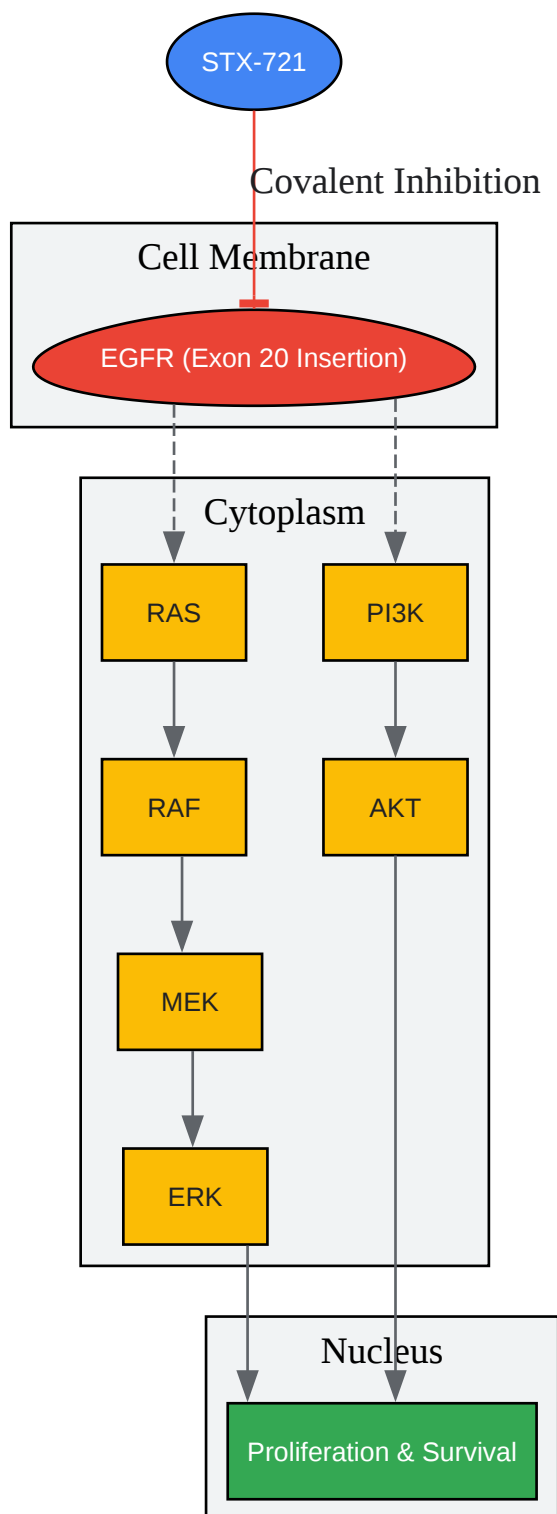 STX-721
Covalent Inhibition
Cell Membrane
EGFR (Exon 20 Insertion)
Cytoplasm
RAS
PI3K
RAF
AKT
MEK
ERK
Nucleus
Proliferation & Survival